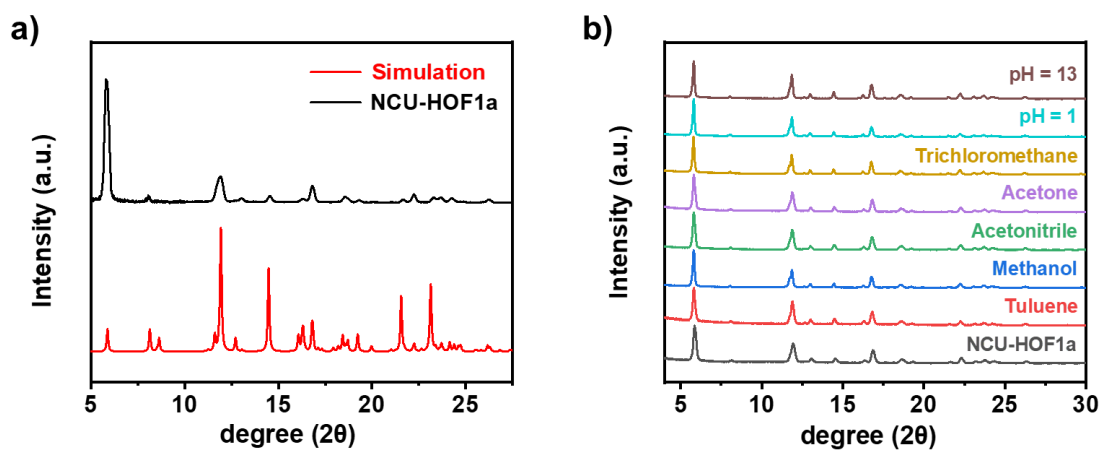 a)
Intensity (a.u.)
Simulation
NCU-HOF1a
5
10
15
20
25
degree (2θ)
b)
Intensity (a.u.)
pH = 13
pH = 1
Trichloromethane
Acetone
Acetonitrile
Methanol
Tuluene
NCU-HOF1a
5
10
15
20
25
30
degree (2θ)